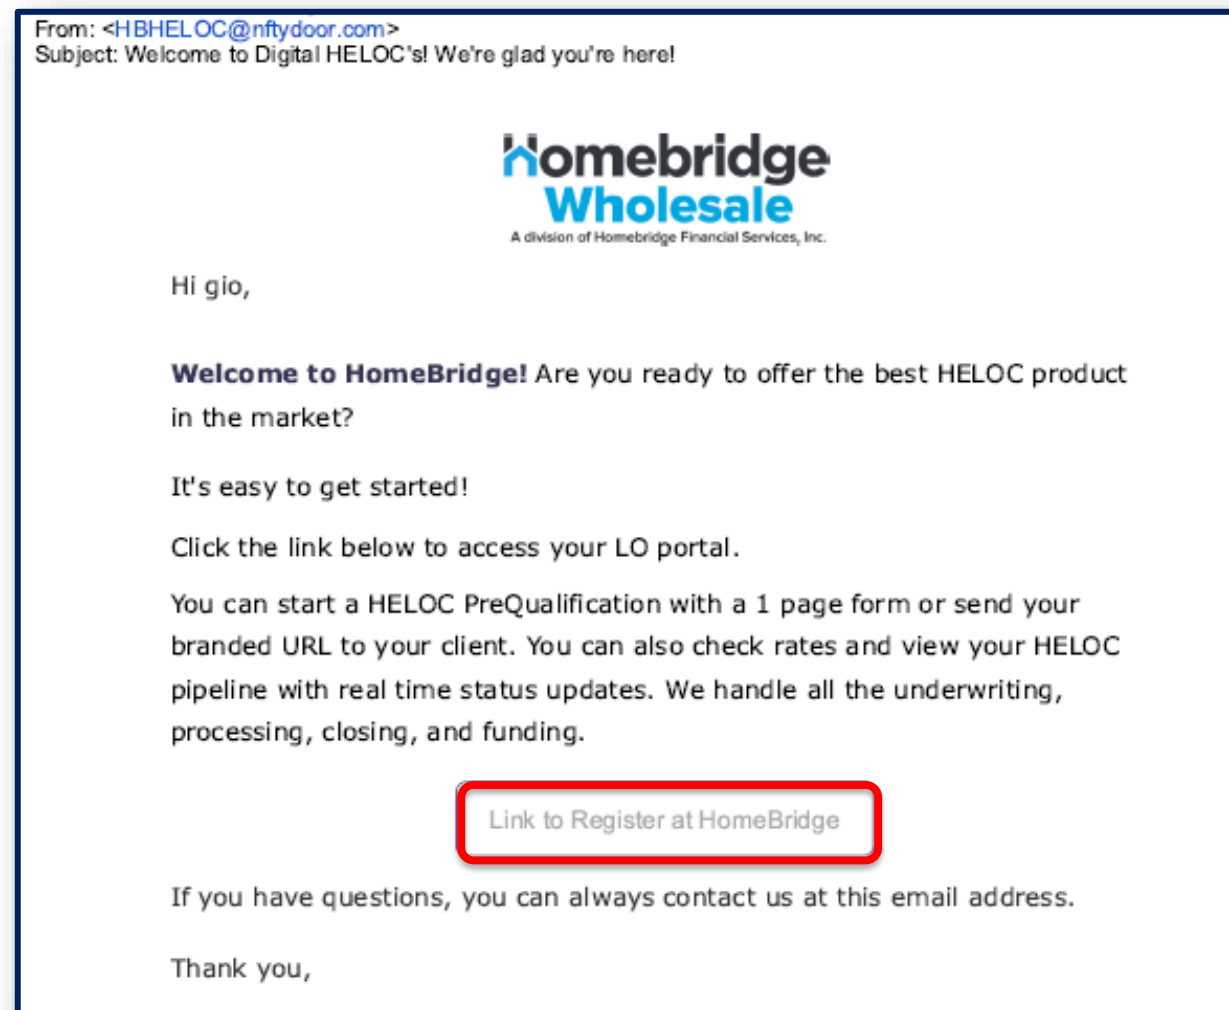 From: <HBHELOC@nftydoor.com>
Subject: Welcome to Digital HELOC's! We're glad you're here!
Homebridge
Wholesale
A division of Homebridge Financial Services, Inc.
Hi gio,
Welcome to HomeBridge! Are you ready to offer the best HELOC product
in the market?
It's easy to get started!
Click the link below to access your LO portal.
You can start a HELOC PreQualification with a 1 page form or send your
branded URL to your client. You can also check rates and view your HELOC
pipeline with real time status updates. We handle all the underwriting,
processing, closing, and funding.
Link to Register at HomeBridge
If you have questions, you can always contact us at this email address.
Thank you,